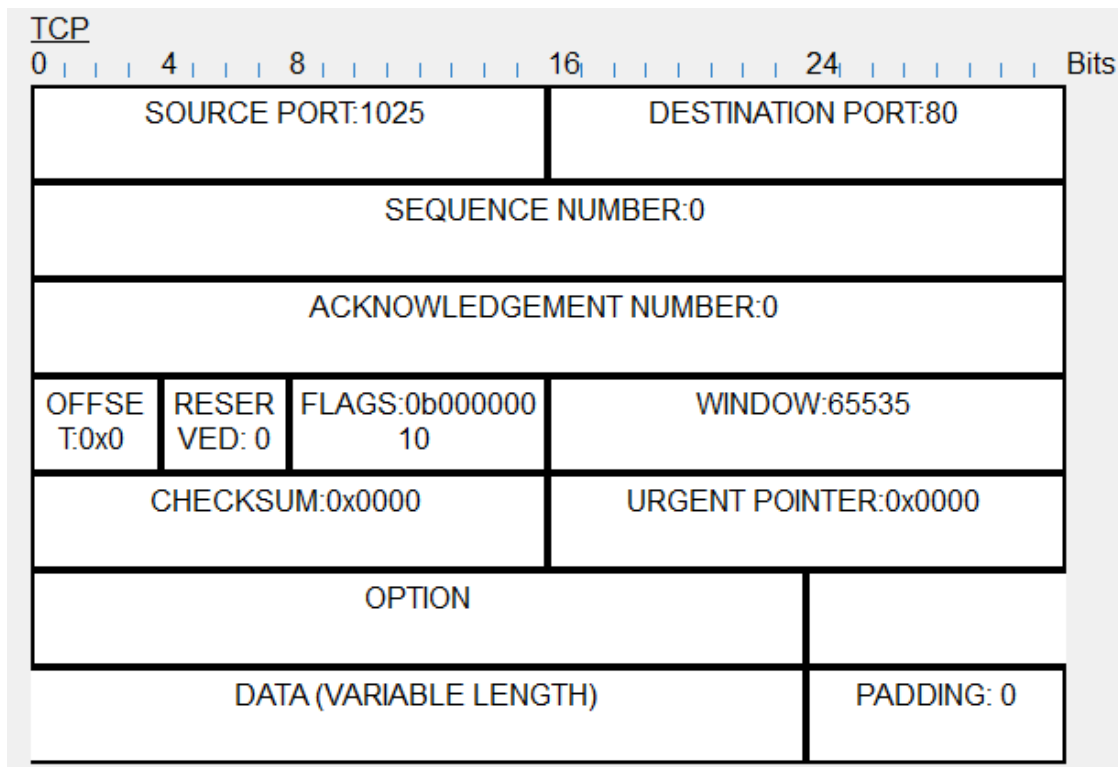 TCP
0 4 8 16 24 Bits
SOURCE PORT:1025 DESTINATION PORT:80
SEQUENCE NUMBER:0
ACKNOWLEDGEMENT NUMBER:0
OFFSE RESER FLAGS:0b000000 WINDOW:65535
T:0x0 VED: 0 10
CHECKSUM:0x0000 URGENT POINTER:0x0000
OPTION
DATA (VARIABLE LENGTH) PADDING: 0